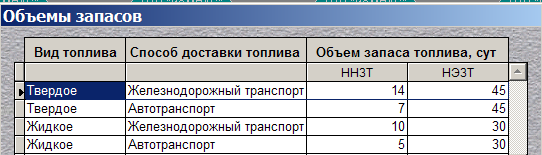 Объемы запасов
Вид топлива Способ доставки топлива Объем запаса топлива, сут
ННЗТ НЭЗТ
Твердое Железнодорожный транспорт 14 45
Твердое Автотранспорт 7 45
Жидкое Железнодорожный транспорт 10 30
Жидкое Автотранспорт 5 30